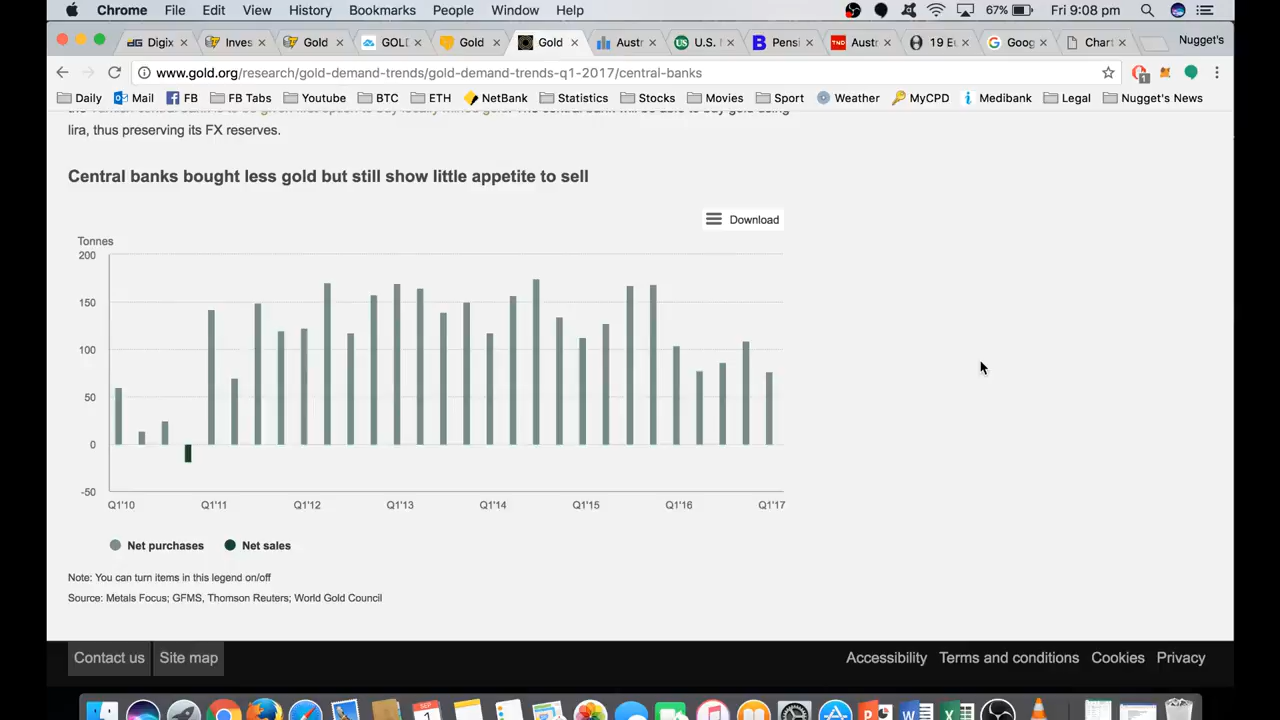 Chrome File Edit View History Bookmarks People Window Help 67% Fri 9:08 pm
Digix Inves Gold GOLD Gold Gold Austr U.S. Pensi Austr 19 E Goog Chart Nugget's
www.gold.org/research/gold-demand-trends/gold-demand-trends-q1-2017/central-banks
Daily Mail FB FB Tabs Youtube BTC ETH NetBank Statistics Stocks Movies Sport Weather MyCPD Medibank Legal Nugget's News
lira, thus preserving its FX reserves.
Central banks bought less gold but still show little appetite to sell
Download
Tonnes
200
150
100
50
0
-50
Q1'10 Q1'11 Q1'12 Q1'13 Q1'14 Q1'15 Q1'16 Q1'17
Net purchases Net sales
Note: You can turn items in this legend on/off
Source: Metals Focus; GFMS, Thomson Reuters; World Gold Council
Contact us Site map Accessibility Terms and conditions Cookies Privacy
SEP
1